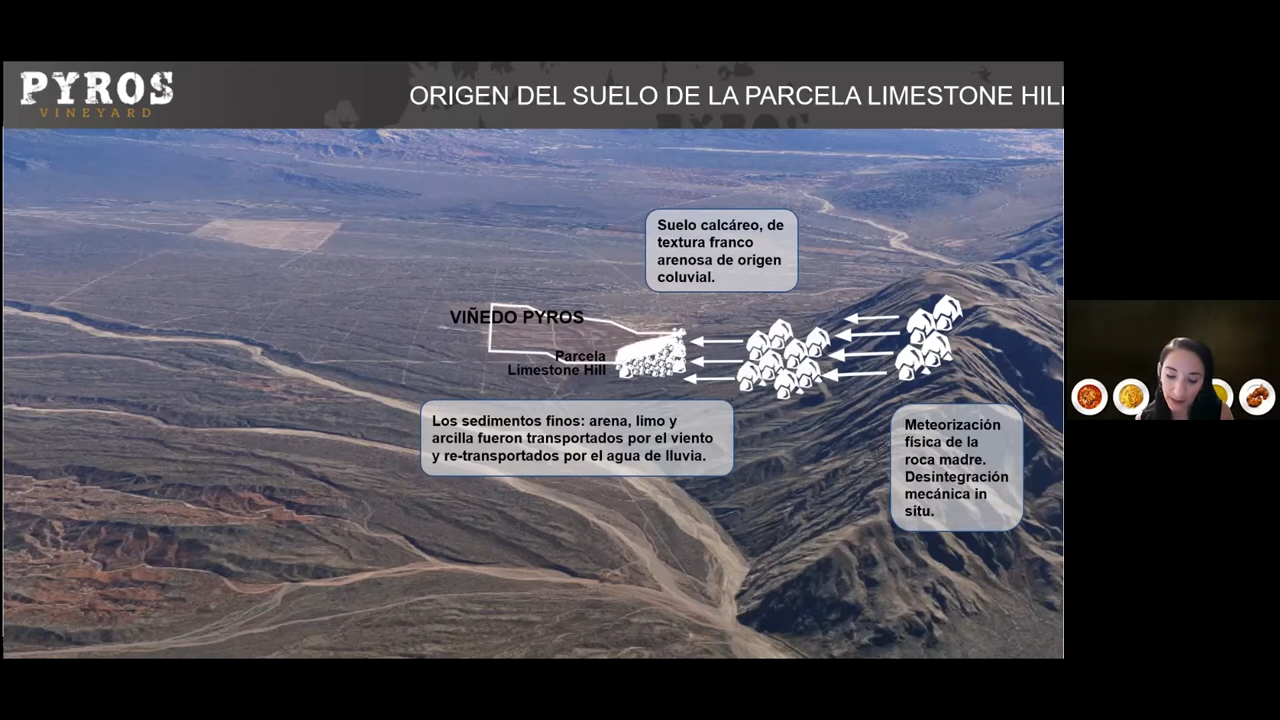 PYROS
VINEYARD
ORIGEN DEL SUELO DE LA PARCELA LIMESTONE HILL
Suelo calcáreo, de
textura franco
arenosa de origen
coluvial.
VIÑEDO PYROS
Parcela
Limestone Hill
Los sedimentos finos: arena, limo y
arcilla fueron transportados por el viento
y re-transportados por el agua de lluvia.
Meteorización
física de la
roca madre.
Desintegración
mecánica in
situ.